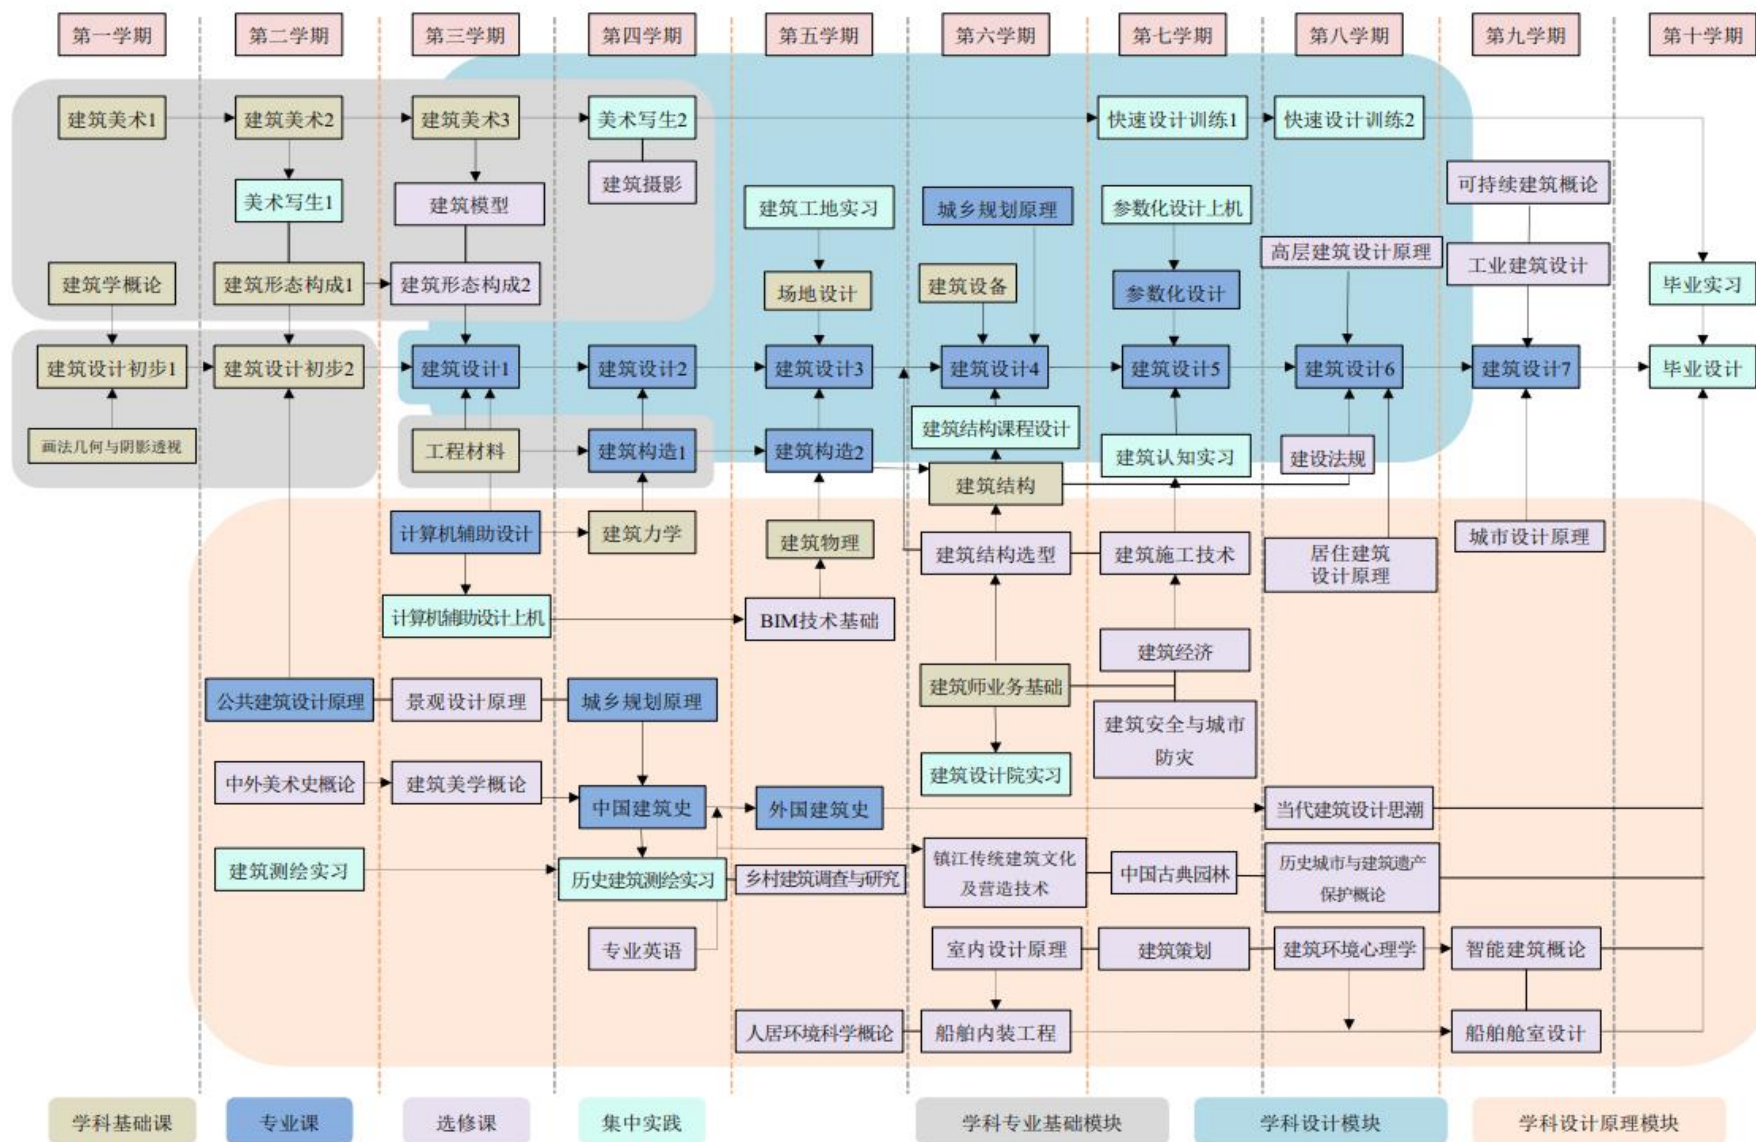 第一学期
第二学期
第三学期
第四学期
第五学期
第六学期
第七学期
第八学期
第九学期
第十学期
建筑美术1
建筑美术2
建筑美术3
美术写生2
快速设计训练1
快速设计训练2
美术写生1
建筑模型
建筑摄影
建筑工地实习
城乡规划原理
参数化设计上机
可持续建筑概论
高层建筑设计原理
工业建筑设计
建筑学概论
建筑形态构成1
建筑形态构成2
场地设计
建筑设备
参数化设计
毕业实习
建筑设计初步1
建筑设计初步2
建筑设计1
建筑设计2
建筑设计3
建筑设计4
建筑设计5
建筑设计6
建筑设计7
毕业设计
画法几何与阴影透视
工程材料
建筑构造1
建筑构造2
建筑结构课程设计
建筑认知实习
建设法规
建筑结构
计算机辅助设计
建筑力学
建筑物理
建筑结构选型
建筑施工技术
居住建筑
设计原理
城市设计原理
计算机辅助设计上机
BIM技术基础
建筑经济
公共建筑设计原理
景观设计原理
城乡规划原理
建筑师业务基础
建筑安全与城市
防灾
中外美术史概论
建筑美学概论
中国建筑史
外国建筑史
建筑设计院实习
当代建筑设计思潮
建筑测绘实习
历史建筑测绘实习
乡村建筑调查与研究
镇江传统建筑文化
及营造技术
中国古典园林
历史城市与建筑遗产
保护概论
专业英语
室内设计原理
建筑策划
建筑环境心理学
智能建筑概论
人居环境科学概论
船舶内装工程
船舶舱室设计
学科基础课
专业课
选修课
集中实践
学科专业基础模块
学科设计模块
学科设计原理模块